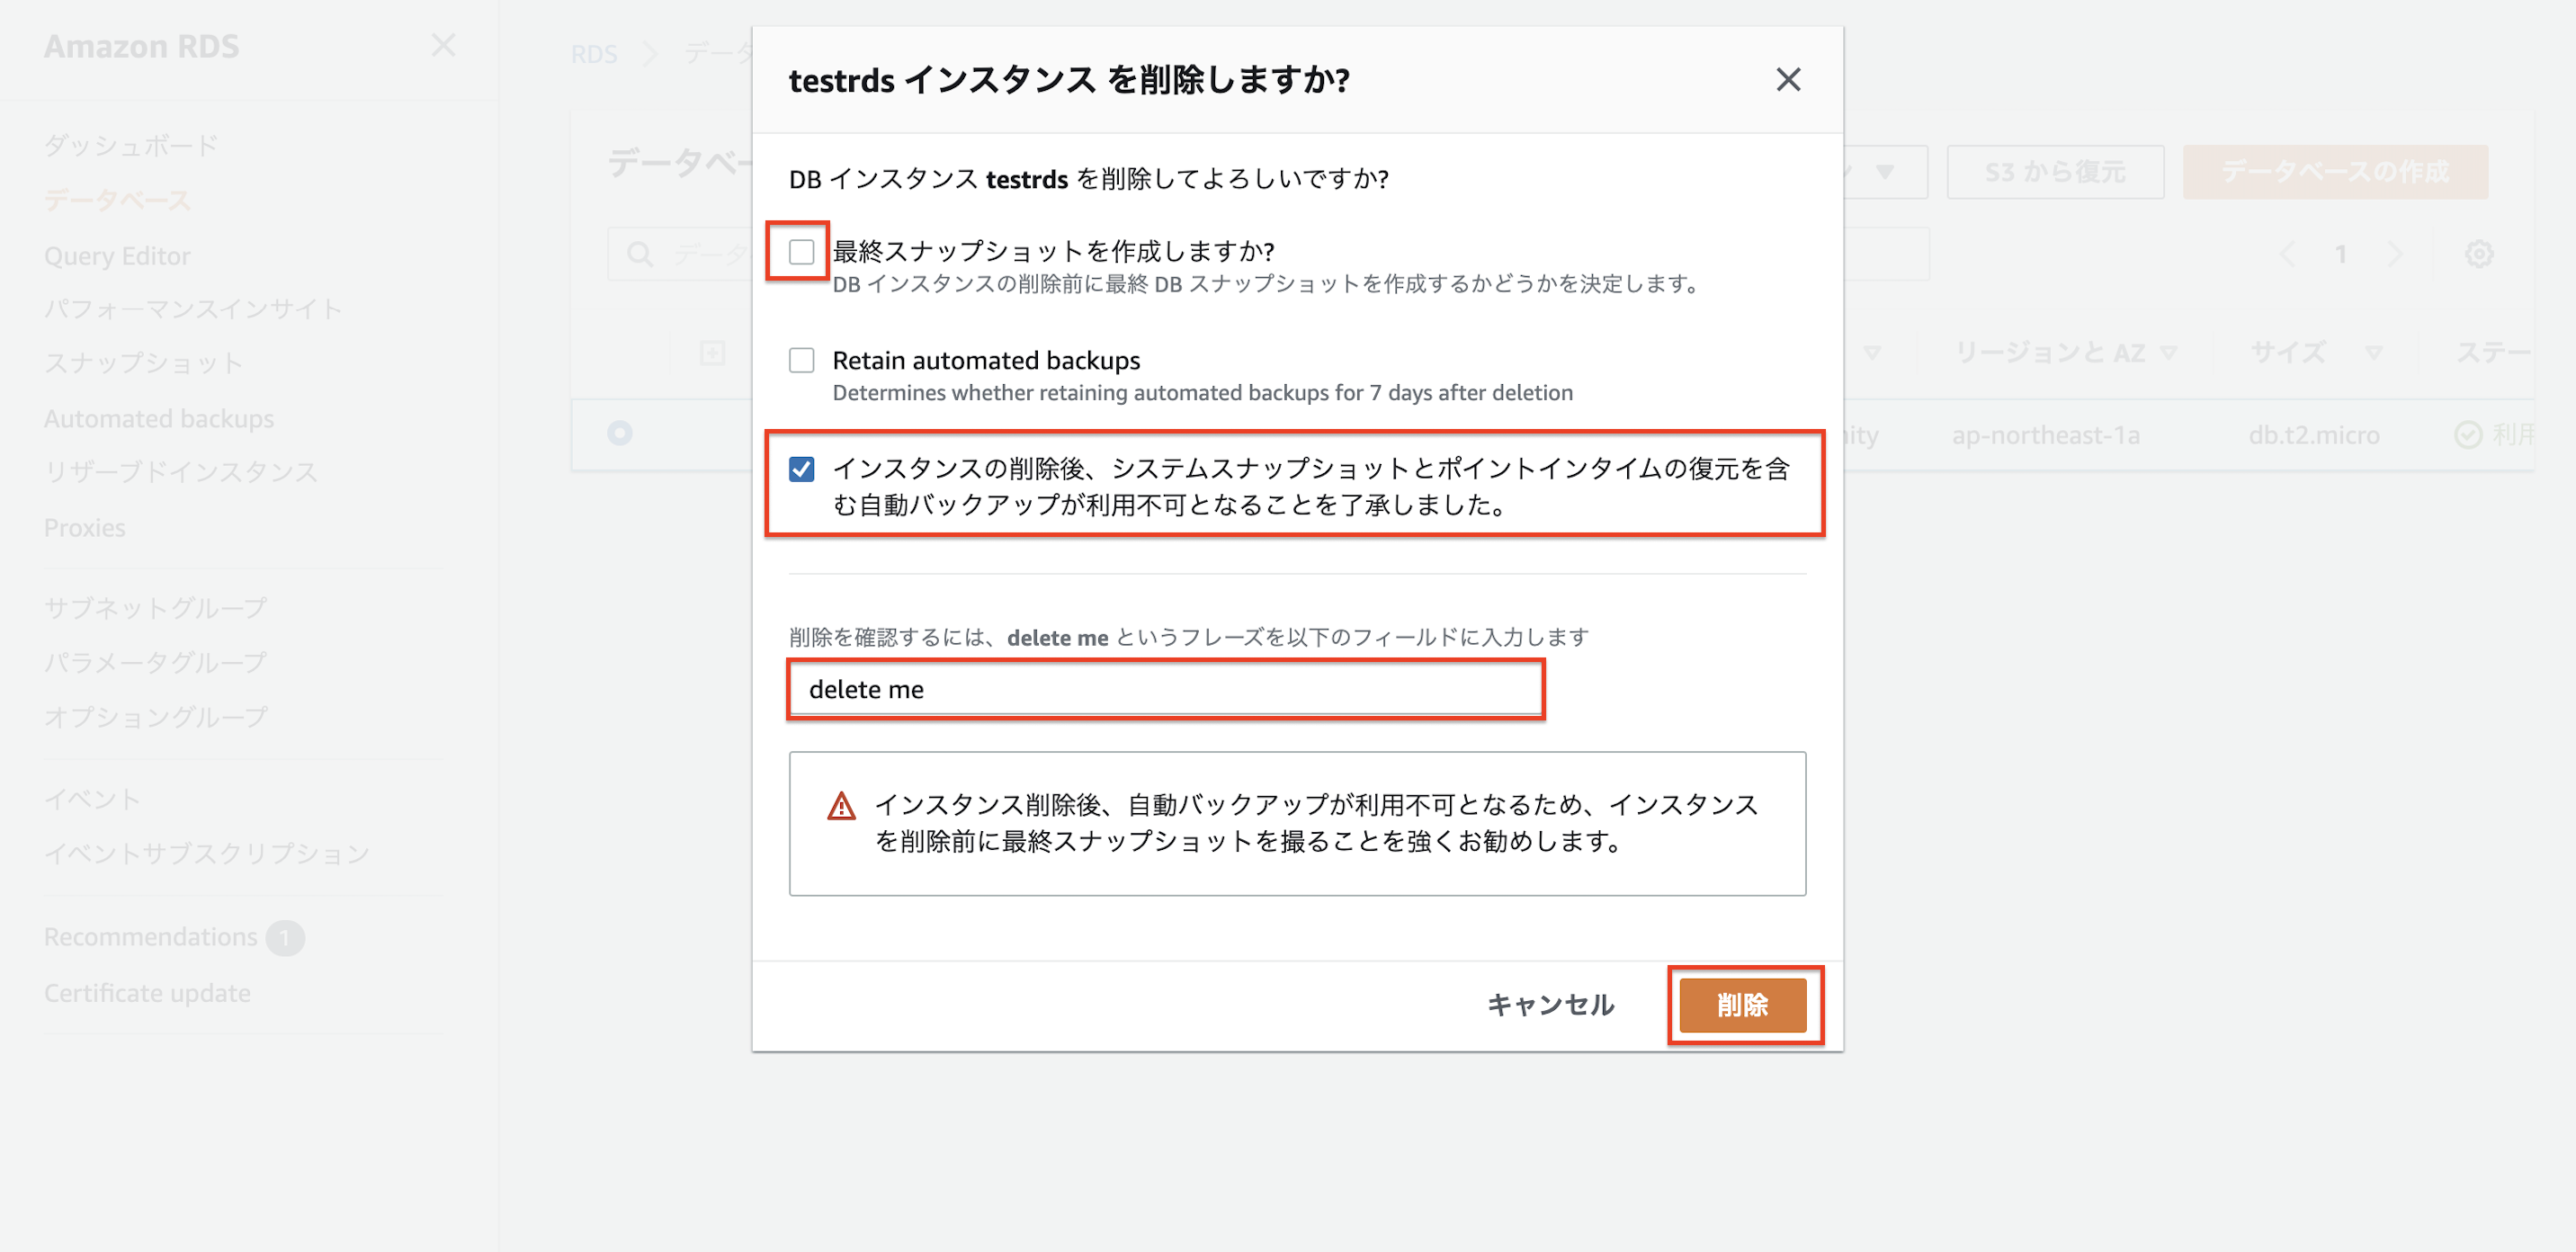 Amazon RDS
ダッシュボード
データベース
Query Editor
パフォーマンスインサイト
スナップショット
Automated backups
リザーブドインスタンス
Proxies
サブネットグループ
パラメータグループ
オプショングループ
イベント
イベントサブスクリプション
Recommendations 1
Certificate update
RDS
データ
データベー
S3 から復元
データベースの作成
データ
1
リージョンと AZ
サイズ
ステー
nity
ap-northeast-1a
db.t2.micro
利用
testrds インスタンス を削除しますか?
DB インスタンス testrds を削除してよろしいですか?
最終スナップショットを作成しますか?
DB インスタンスの削除前に最終 DB スナップショットを作成するかどうかを決定します。
Retain automated backups
Determines whether retaining automated backups for 7 days after deletion
インスタンスの削除後、システムスナップショットとポイントインタイムの復元を含
む自動バックアップが利用不可となることを了承しました。
削除を確認するには、delete me というフレーズを以下のフィールドに入力します
delete me
インスタンス削除後、自動バックアップが利用不可となるため、インスタンス
を削除前に最終スナップショットを撮ることを強くお勧めします。
キャンセル
削除